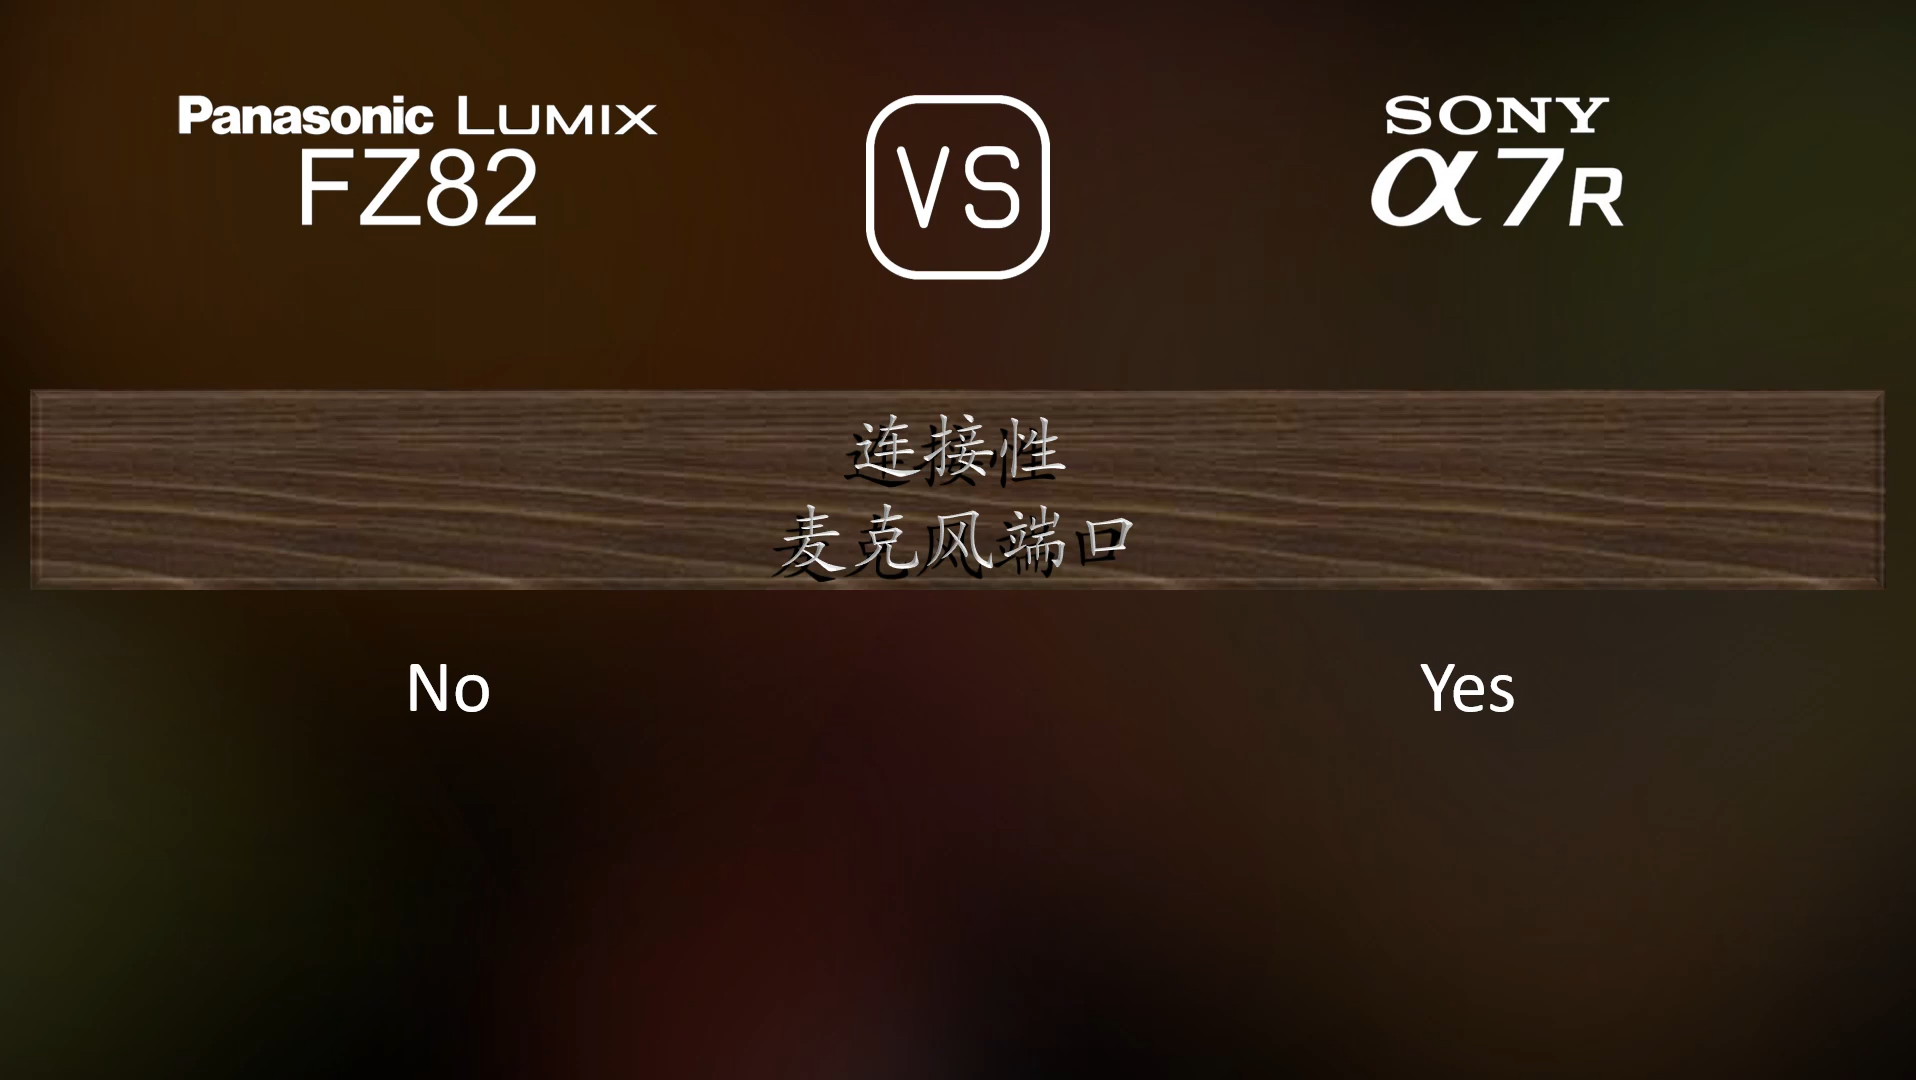 Panasonic LUMIX
FZ82
VS
SONY
α7R
连接性
麦克风端口
No
Yes